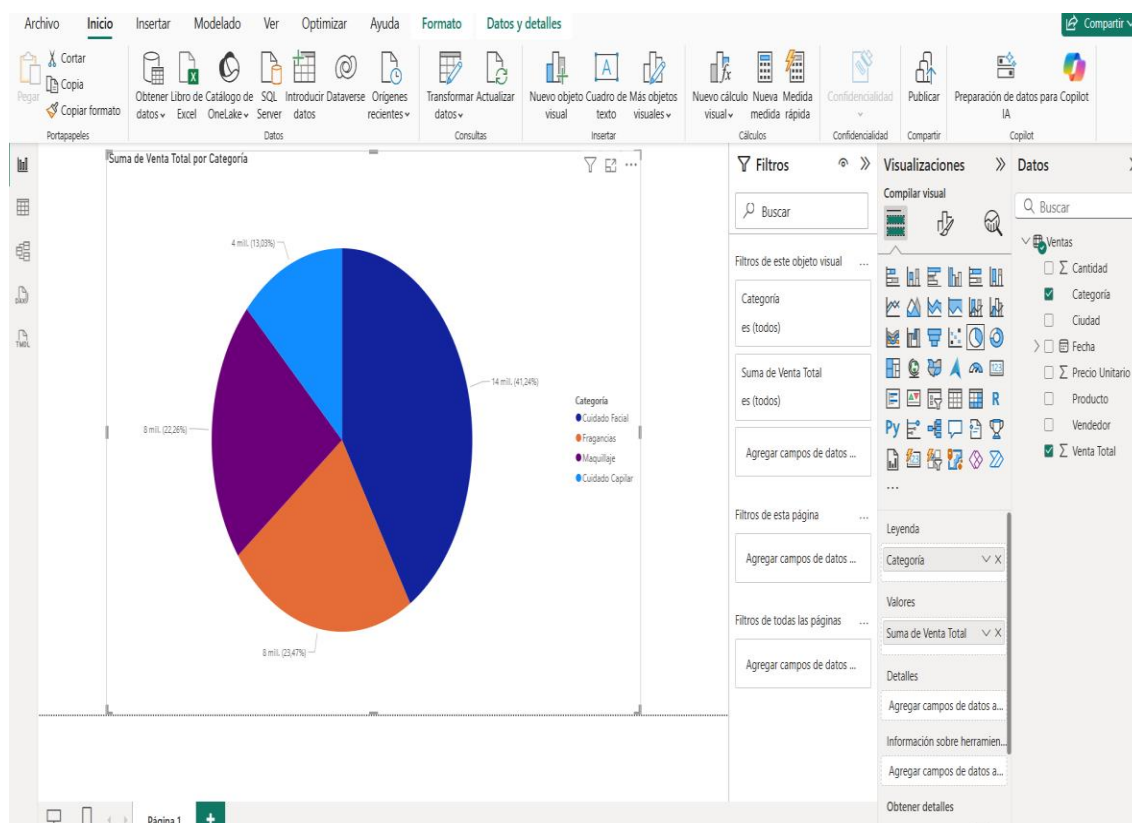 Archivo Inicio Insertar Modelado Ver Optimizar Ayuda Formato Datos y detalles Compartir
Pegar
Cortar
Copia
Copiar formato
Portapapeles
Obtener datos
Libro de Excel
Catálogo de OneLake
SQL Server
Introducir datos
Dataverse
Orígenes recientes
Datos
Transformar datos
Actualizar
Consultas
Nuevo objeto visual
Cuadro de texto
Más objetos visuales
Insertar
Nuevo cálculo visual
Nueva medida
Medida rápida
Cálculos
Confidencialidad
Confidencialidad
Publicar
Compartir
Preparación de datos para IA
Copilot
Copilot
TMDL
Suma de Venta Total por Categoría
4 mill. (13,03%)
14 mill. (41,24%)
8 mill. (22,26%)
8 mill. (23,47%)
Categoría
Cuidado Facial
Fragancias
Maquillaje
Cuidado Capilar
Filtros
Buscar
Filtros de este objeto visual ...
Categoría
es (todos)
Suma de Venta Total
es (todos)
Agregar campos de datos ...
Filtros de esta página ...
Agregar campos de datos ...
Filtros de todas las páginas ...
Agregar campos de datos ...
Visualizaciones
Compilar visual
123
R
Py
...
Leyenda
Categoría
Valores
Suma de Venta Total
Detalles
Agregar campos de datos a...
Información sobre herramien...
Agregar campos de datos a...
Obtener detalles
Datos
Buscar
Ventas
Cantidad
Categoría
Ciudad
Fecha
Precio Unitario
Producto
Vendedor
Venta Total
Página 1
+